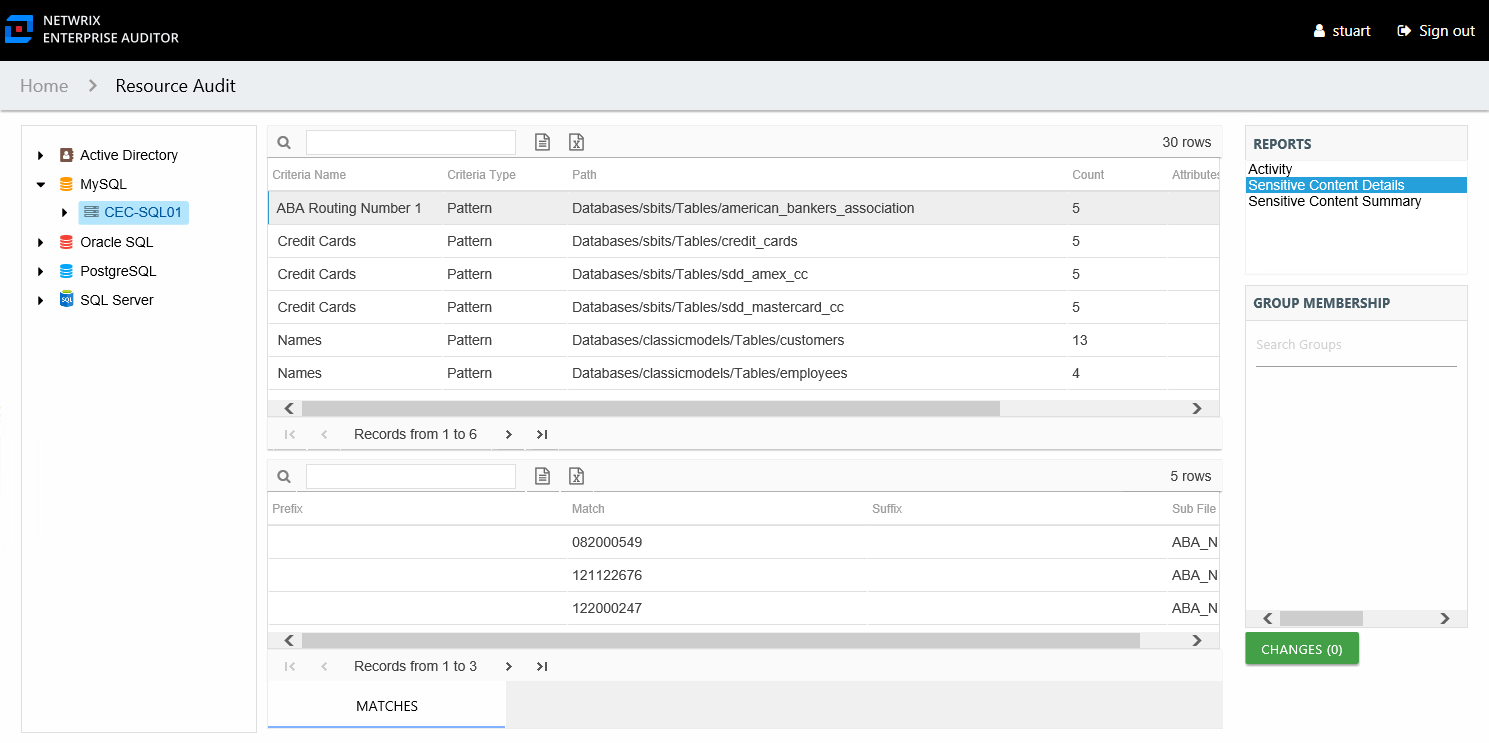 NETWRIX
ENTERPRISE AUDITOR
stuart
Sign out
Home
Resource Audit
Active Directory
MySQL
CEC-SQL01
Oracle SQL
PostgreSQL
SQL Server
30 rows
Criteria Name Criteria Type Path Count Attributes
ABA Routing Number 1 Pattern Databases/sbits/Tables/american_bankers_association 5
Credit Cards Pattern Databases/sbits/Tables/credit_cards 5
Credit Cards Pattern Databases/sbits/Tables/sdd_amex_cc 5
Credit Cards Pattern Databases/sbits/Tables/sdd_mastercard_cc 5
Names Pattern Databases/classicmodels/Tables/customers 13
Names Pattern Databases/classicmodels/Tables/employees 4
Records from 1 to 6
5 rows
Prefix Match Suffix Sub File
082000549 ABA_N
121122676 ABA_N
122000247 ABA_N
Records from 1 to 3
MATCHES
REPORTS
Activity
Sensitive Content Details
Sensitive Content Summary
GROUP MEMBERSHIP
Search Groups
CHANGES (0)